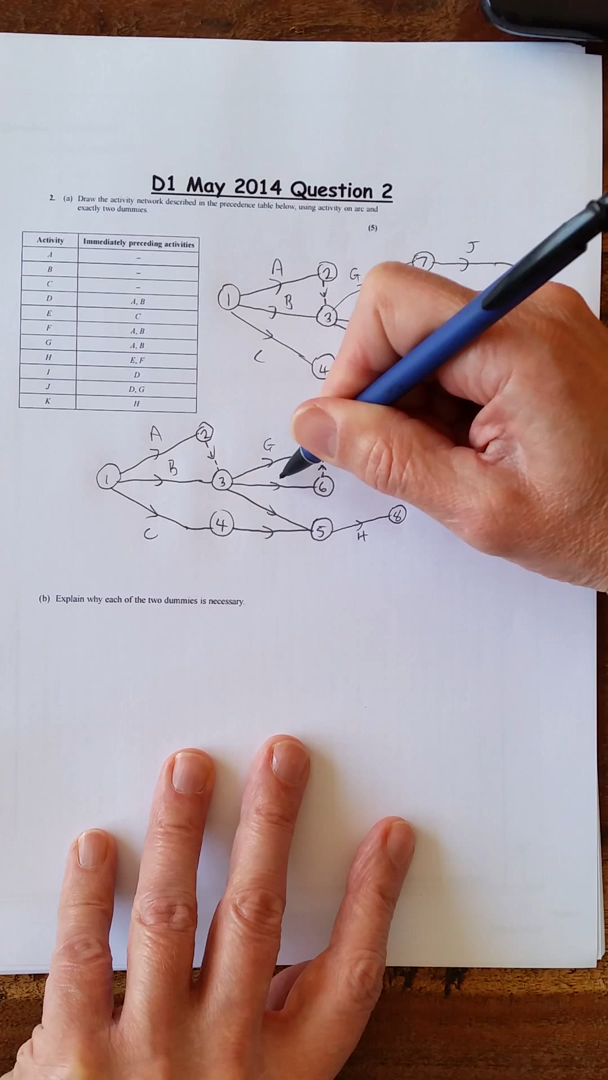 D1 May 2014 Question 2
2. (a) Draw the activity network described in the precedence table below, using activity on arc and
exactly two dummies.
(5)
Activity Immediately preceding activities
A –
B –
C –
D A, B
E C
F A, B
G A, B
H E, F
I D
J D, G
K H
A 2 G 7 J
1 B 3
C 4
A 2 G
1 B 3 6
C 4 5 H 8
(b) Explain why each of the two dummies is necessary.